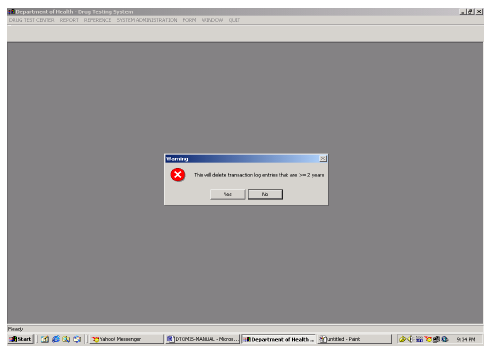 Department of Health - Drug Testing System
DRUG TEST CENTER REPORT REFERENCE SYSTEM ADMINISTRATION FORM WINDOW QUIT
Warning
This will delete transaction log entries that are >= 2 years
Yes No
Ready
Start Yahoo! Messenger DTOMIS-MANUAL - Micros... Department of Health ... untitled - Paint 9:54 PM